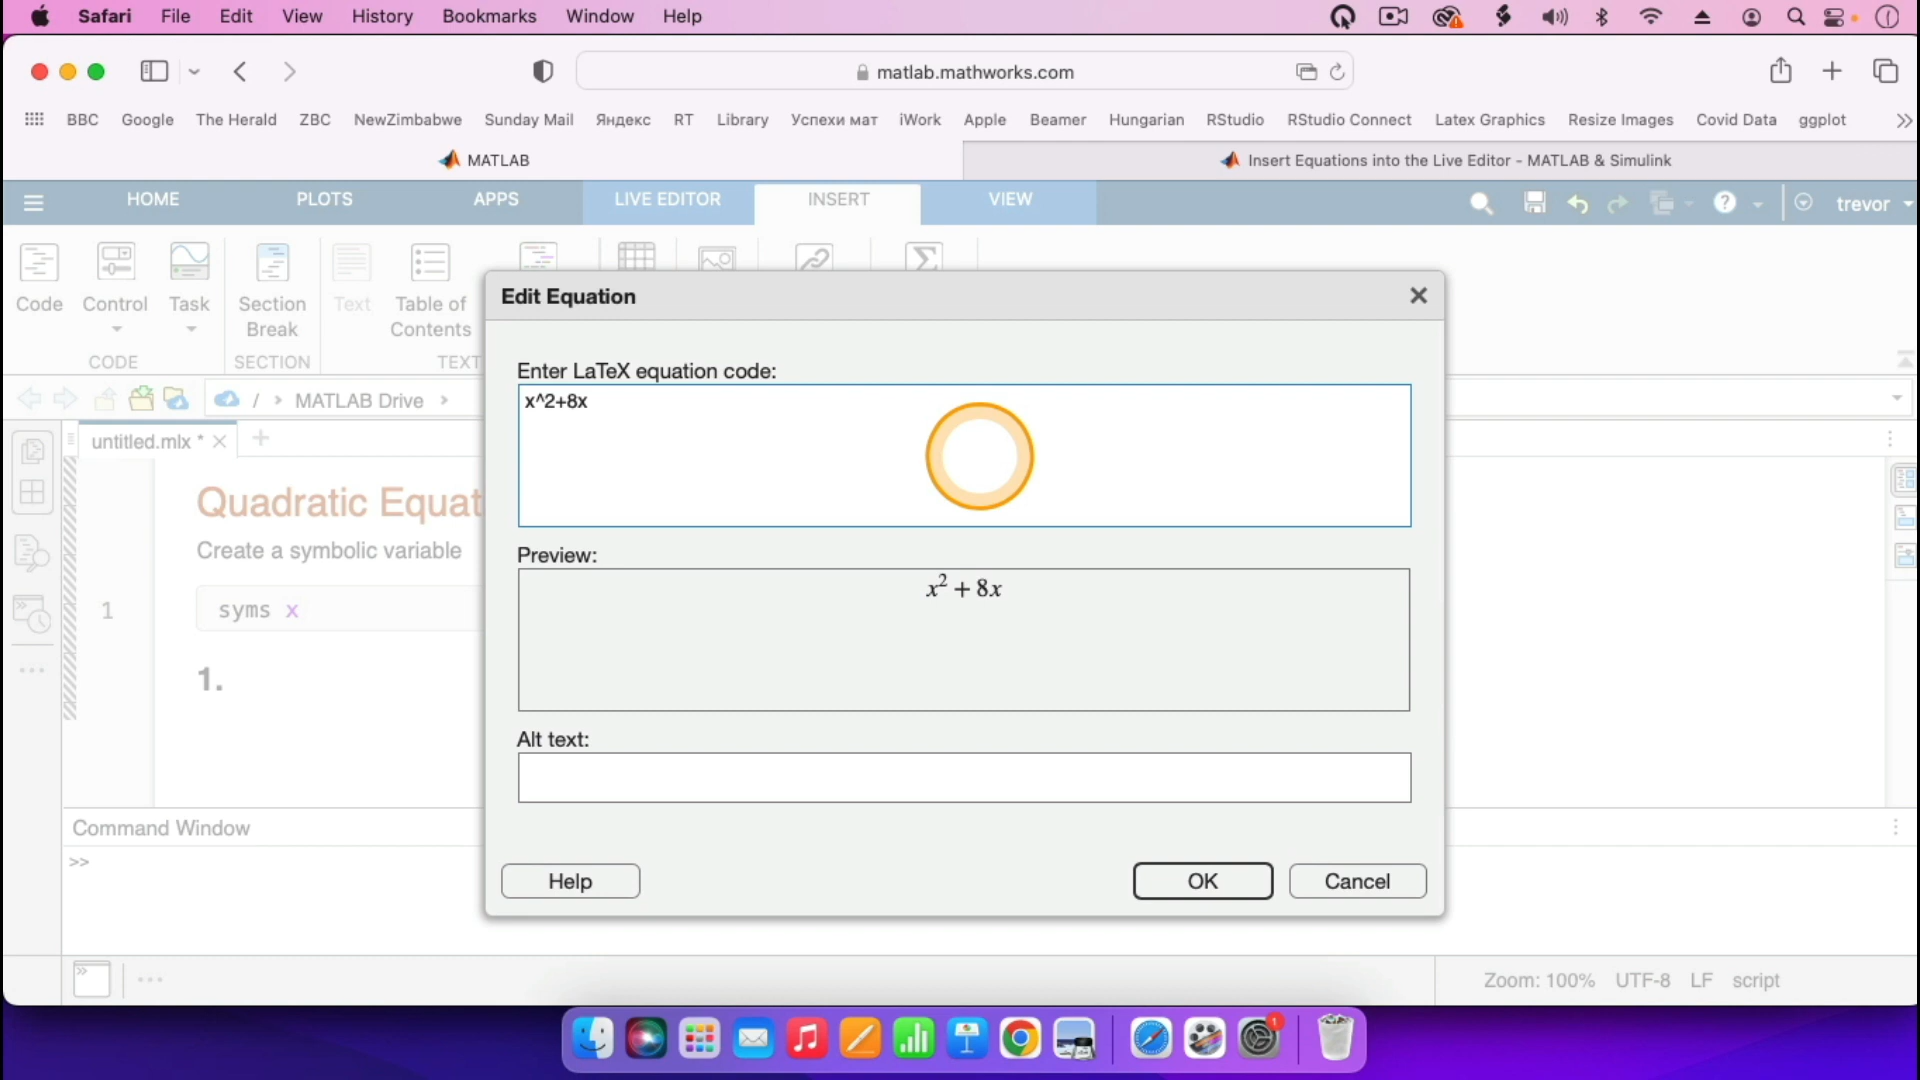 Safari File Edit View History Bookmarks Window Help
matlab.mathworks.com
BBC Google The Herald ZBC NewZimbabwe Sunday Mail Яндекс RT Library Успехи мат iWork Apple Beamer Hungarian RStudio RStudio Connect Latex Graphics Resize Images Covid Data ggplot
MATLAB Insert Equations into the Live Editor - MATLAB & Simulink
HOME PLOTS APPS LIVE EDITOR INSERT VIEW ? trevor
Code Control Task Section Break Text Table of Contents
CODE SECTION TEXT
/ MATLAB Drive
untitled.mlx * × +
Quadratic Equat
Create a symbolic variable
1 syms x
1.
Command Window
>>
Zoom: 100% UTF-8 LF script
Edit Equation
Enter LaTeX equation code:
x^2+8x
Preview:
x² + 8x
Alt text:
Help OK Cancel
1